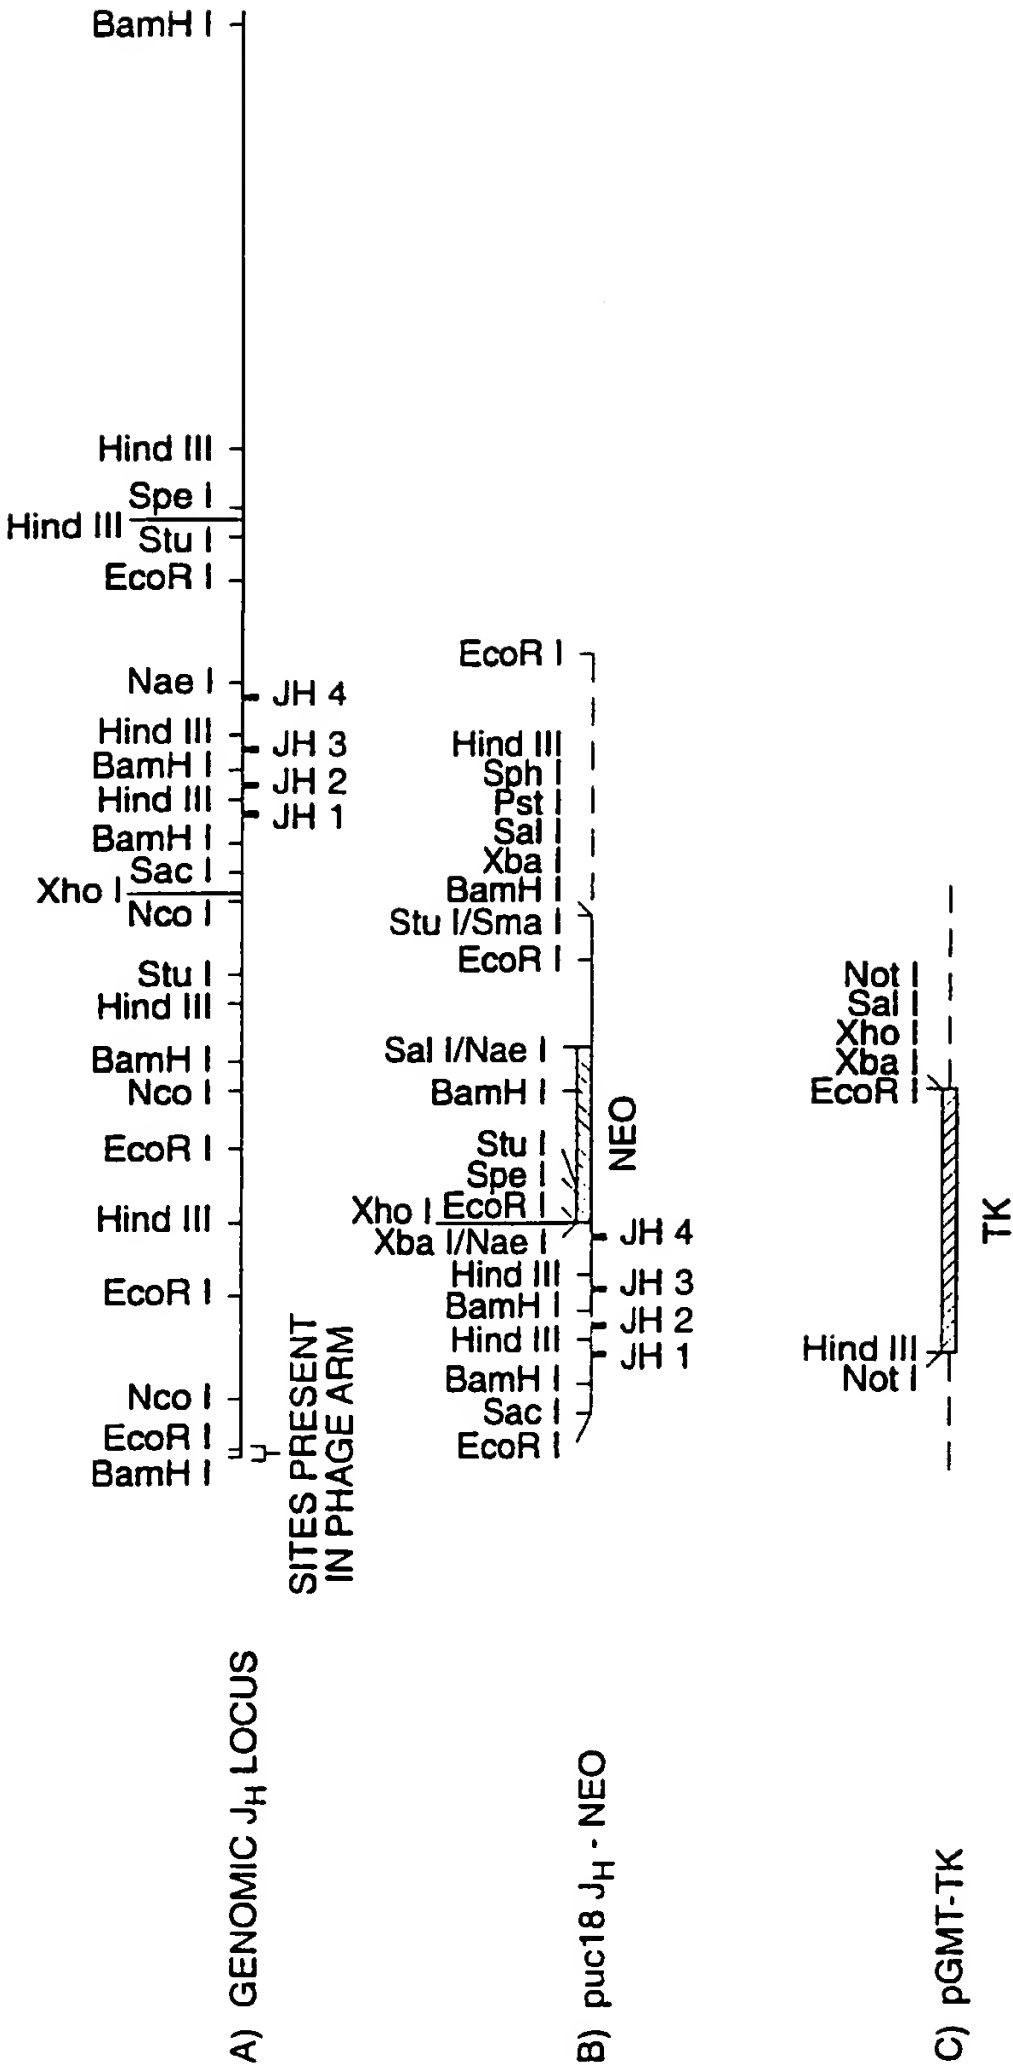 BamH I
Hind III
Spe I
Hind III
Stu I
EcoR I
Nae I
JH 4
Hind III
JH 3
BamH I
JH 2
Hind III
JH 1
BamH I
Sac I
Xho I
Nco I
Stu I
Hind III
BamH I
Nco I
EcoR I
Hind III
EcoR I
Nco I
EcoR I
BamH I
SITES PRESENT
IN PHAGE ARM
A) GENOMIC JH LOCUS
EcoR I
Hind III
Sph I
Pst I
Sal I
Xba I
BamH I
Stu I/Sma I
EcoR I
Sal I/Nae I
BamH I
NEO
Stu I
Spe I
EcoR I
Xho I
Xba I/Nae I
JH 4
Hind III
JH 3
BamH I
JH 2
Hind III
JH 1
BamH I
Sac I
EcoR I
B) puc18 JH - NEO
Not I
Sal I
Xho I
Xba I
EcoR I
TK
Hind III
Not I
C) pGMT-TK